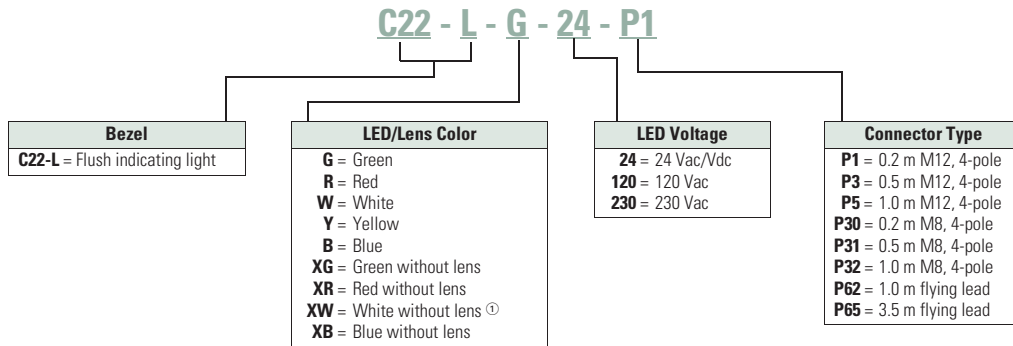 C22 - L - G - 24 - P1
Bezel
C22-L = Flush indicating light
LED/Lens Color
G = Green
R = Red
W = White
Y = Yellow
B = Blue
XG = Green without lens
XR = Red without lens
XW = White without lens ①
XB = Blue without lens
LED Voltage
24 = 24 Vac/Vdc
120 = 120 Vac
230 = 230 Vac
Connector Type
P1 = 0.2 m M12, 4-pole
P3 = 0.5 m M12, 4-pole
P5 = 1.0 m M12, 4-pole
P30 = 0.2 m M8, 4-pole
P31 = 0.5 m M8, 4-pole
P32 = 1.0 m M8, 4-pole
P62 = 1.0 m flying lead
P65 = 3.5 m flying lead